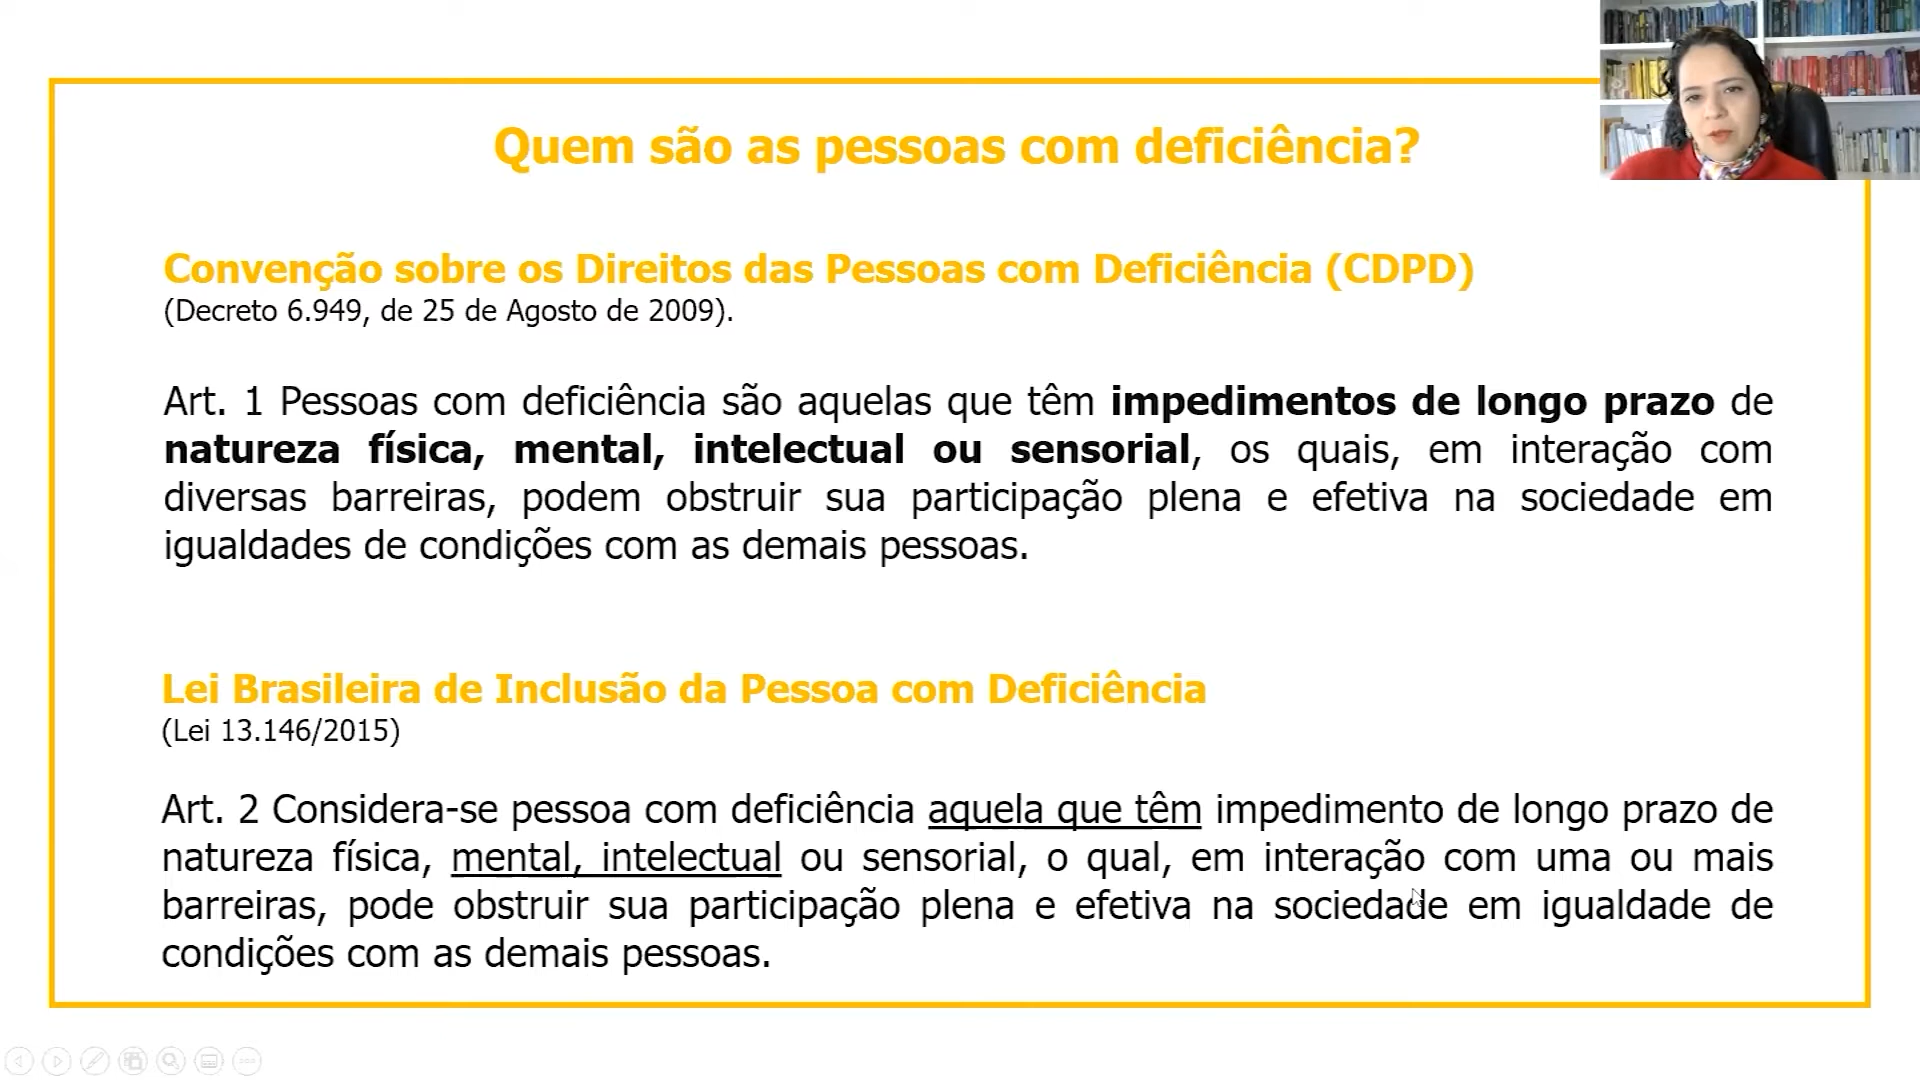 Quem são as pessoas com deficiência?
Convenção sobre os Direitos das Pessoas com Deficiência (CDPD)
(Decreto 6.949, de 25 de Agosto de 2009).
Art. 1 Pessoas com deficiência são aquelas que têm impedimentos de longo prazo de
natureza física, mental, intelectual ou sensorial, os quais, em interação com
diversas barreiras, podem obstruir sua participação plena e efetiva na sociedade em
igualdades de condições com as demais pessoas.
Lei Brasileira de Inclusão da Pessoa com Deficiência
(Lei 13.146/2015)
Art. 2 Considera-se pessoa com deficiência aquela que têm impedimento de longo prazo de
natureza física, mental, intelectual ou sensorial, o qual, em interação com uma ou mais
barreiras, pode obstruir sua participação plena e efetiva na sociedade em igualdade de
condições com as demais pessoas.